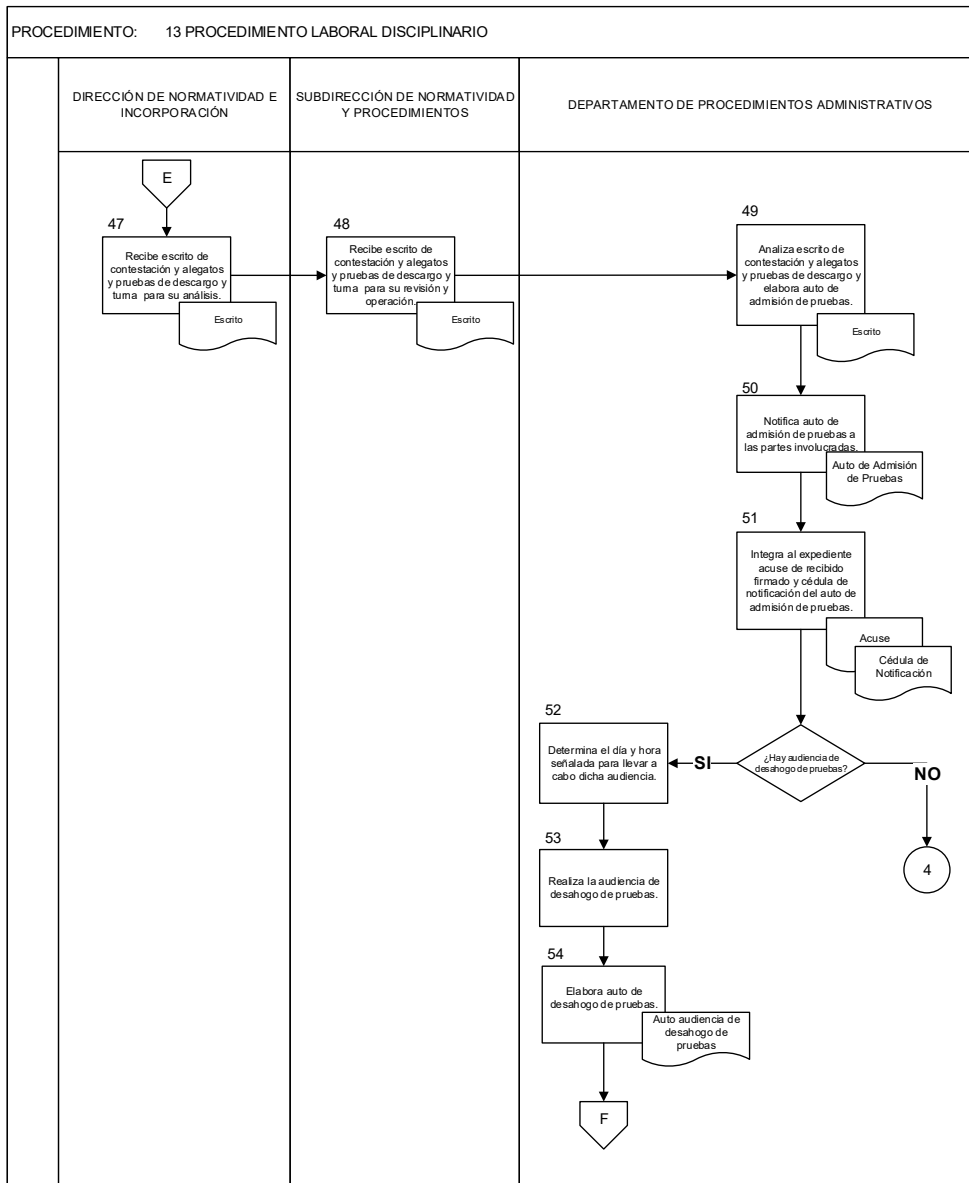 PROCEDIMIENTO: 13 PROCEDIMIENTO LABORAL DISCIPLINARIO
DIRECCIÓN DE NORMATIVIDAD E
INCORPORACIÓN
SUBDIRECCIÓN DE NORMATIVIDAD
Y PROCEDIMIENTOS
DEPARTAMENTO DE PROCEDIMIENTOS ADMINISTRATIVOS
E
47
Recibe escrito de
contestación y alegatos
y pruebas de descargo y
turna para su análisis.
Escrito
48
Recibe escrito de
contestación y alegatos
y pruebas de descargo y
turna para su revisión y
operación.
Escrito
49
Analiza escrito de
contestación y alegatos
y pruebas de descargo y
elabora auto de
admisión de pruebas.
Escrito
50
Notifica auto de
admisión de pruebas a
las partes involucradas.
Auto de Admisión
de Pruebas
51
Integra al expediente
acuse de recibido
firmado y cédula de
notificación del auto de
admisión de pruebas.
Acuse
Cédula de
Notificación
¿Hay audiencia de
desahogo de pruebas?
SI
NO
4
52
Determina el día y hora
señalada para llevar a
cabo dicha audiencia.
53
Realiza la audiencia de
desahogo de pruebas.
54
Elabora auto de
desahogo de pruebas.
Auto audiencia de
desahogo de
pruebas
F